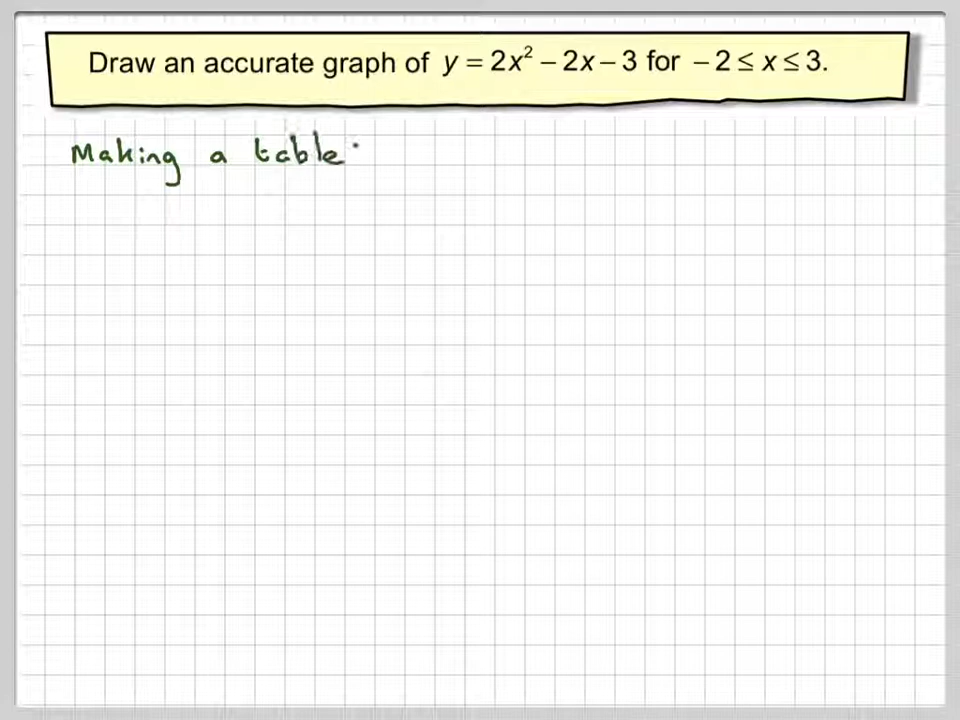 Draw an accurate graph of y = 2x² – 2x – 3 for – 2 ≤ x ≤ 3.
Making a table: